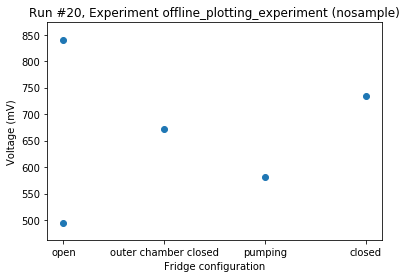 Run #20, Experiment offline_plotting_experiment (nosample)
850
800
750
700
650
600
550
500
Voltage (mV)
open
outer chamber closed
pumping
closed
Fridge configuration